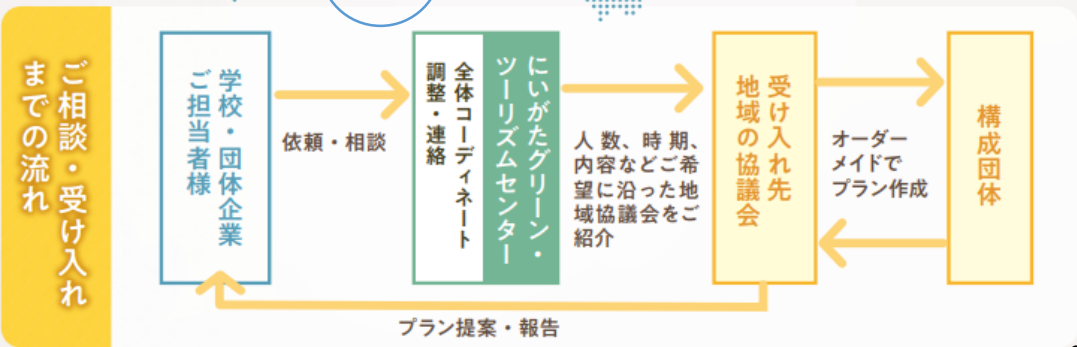 ご相談・受け入れ
までの流れ
学校・団体企業
ご担当者様
依頼・相談
にいがたグリーン・
ツーリズムセンター
全体コーディネート
調整・連絡
人数、時期、
内容などご希
望に沿った地
域協議会をご
紹介
受け入れ先
地域の協議会
オーダー
メイドで
プラン作成
構成団体
プラン提案・報告